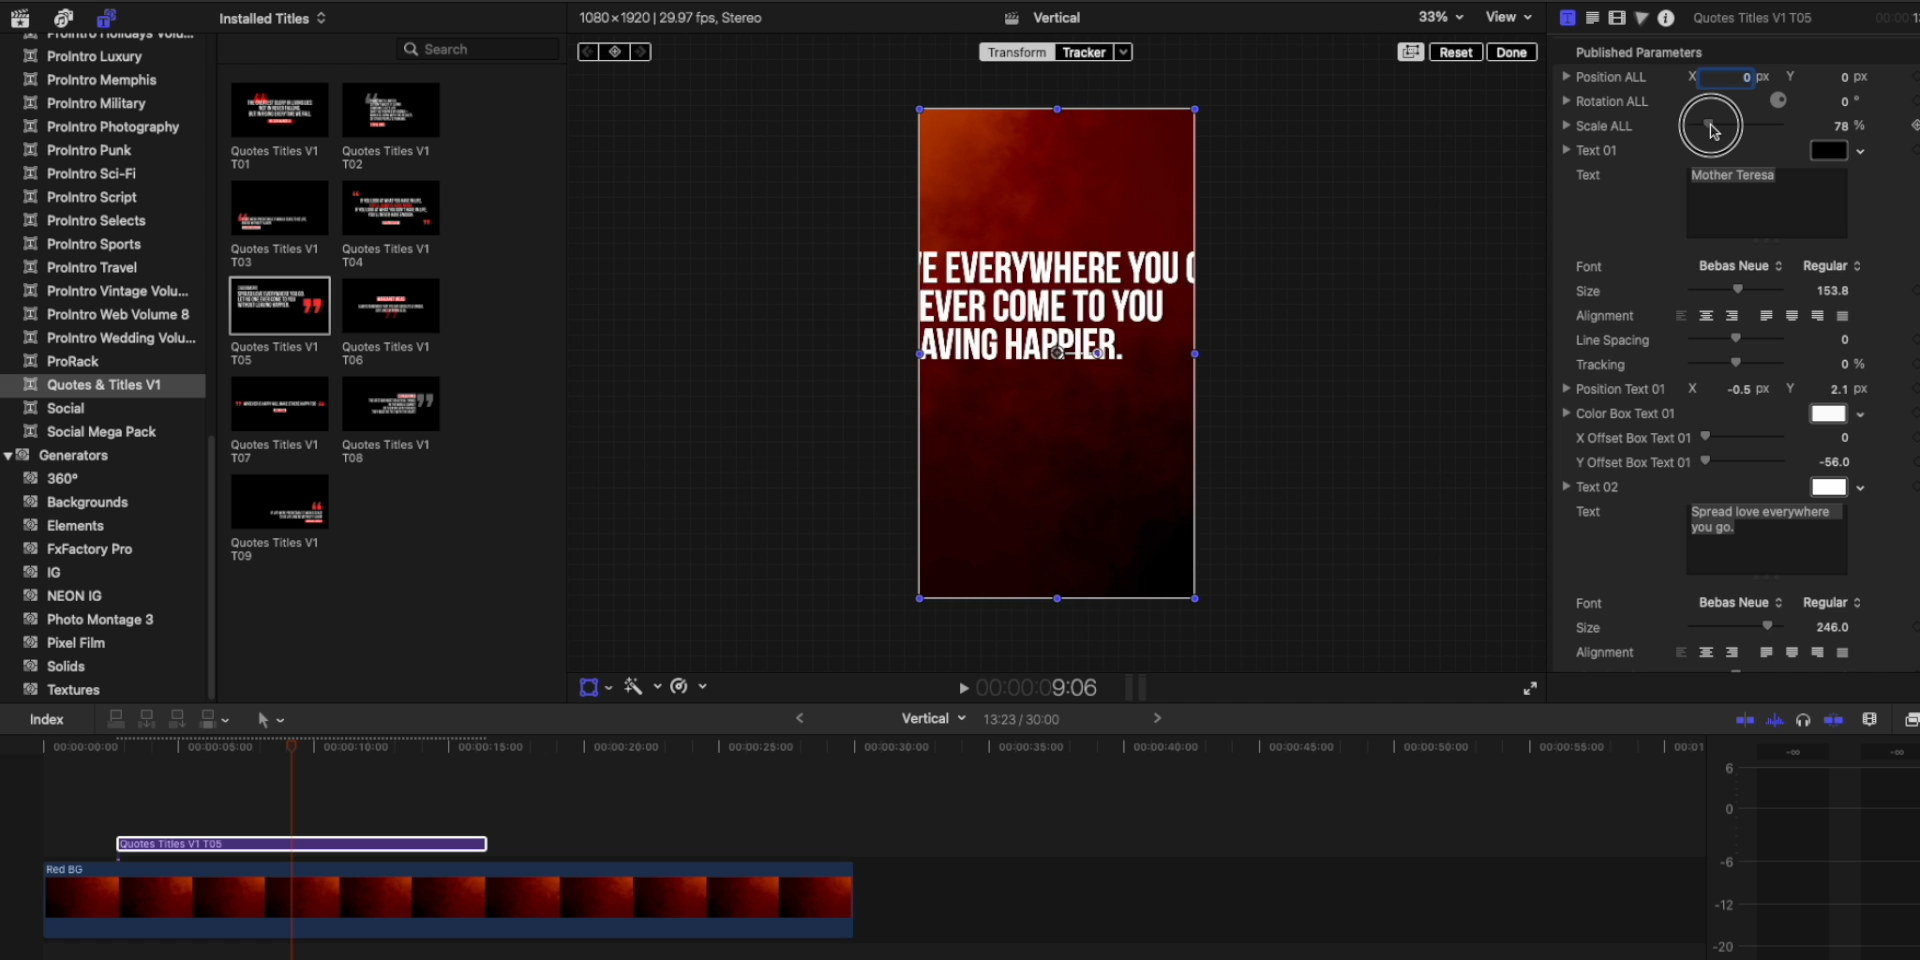 Installed Titles
1080×1920 | 29.97 fps, Stereo
Vertical
33%
View
Quotes Titles V1 T05
Search
Transform
Tracker
Reset
Done
ProIntro Holidays Volu...
ProIntro Luxury
ProIntro Memphis
ProIntro Military
ProIntro Photography
ProIntro Punk
ProIntro Sci-Fi
ProIntro Script
ProIntro Selects
ProIntro Sports
ProIntro Travel
ProIntro Vintage Volu...
ProIntro Web Volume 8
ProIntro Wedding Volu...
ProRack
Quotes & Titles V1
Social
Social Mega Pack
Generators
360°
Backgrounds
Elements
FxFactory Pro
IG
NEON IG
Photo Montage 3
Pixel Film
Solids
Textures
Quotes Titles V1
T01
Quotes Titles V1
T02
Quotes Titles V1
T03
Quotes Titles V1
T04
Quotes Titles V1
T05
Quotes Titles V1
T06
Quotes Titles V1
T07
Quotes Titles V1
T08
Quotes Titles V1
T09
E EVERYWHERE YOU
EVER COME TO YOU
AVING HAPPIER.
Published Parameters
Position ALL X 0 px Y 0 px
Rotation ALL 0 °
Scale ALL 78 %
Text 01
Text
Mother Teresa
Font Bebas Neue Regular
Size 153.8
Alignment
Line Spacing 0
Tracking 0 %
Position Text 01 X -0.5 px Y 2.1 px
Color Box Text 01
X Offset Box Text 01 0
Y Offset Box Text 01 -56.0
Text 02
Text
Spread love everywhere
you go.
Font Bebas Neue Regular
Size 246.0
Alignment
00:00:09:06
Index
Vertical
13:23 / 30:00
00:00:00:00
00:00:05:00
00:00:10:00
00:00:15:00
00:00:20:00
00:00:25:00
00:00:30:00
00:00:35:00
00:00:40:00
00:00:45:00
00:00:50:00
00:00:55:00
00:01
Quotes Titles V1 T05
Red BG
-∞
-∞
6
0
-6
-12
-20